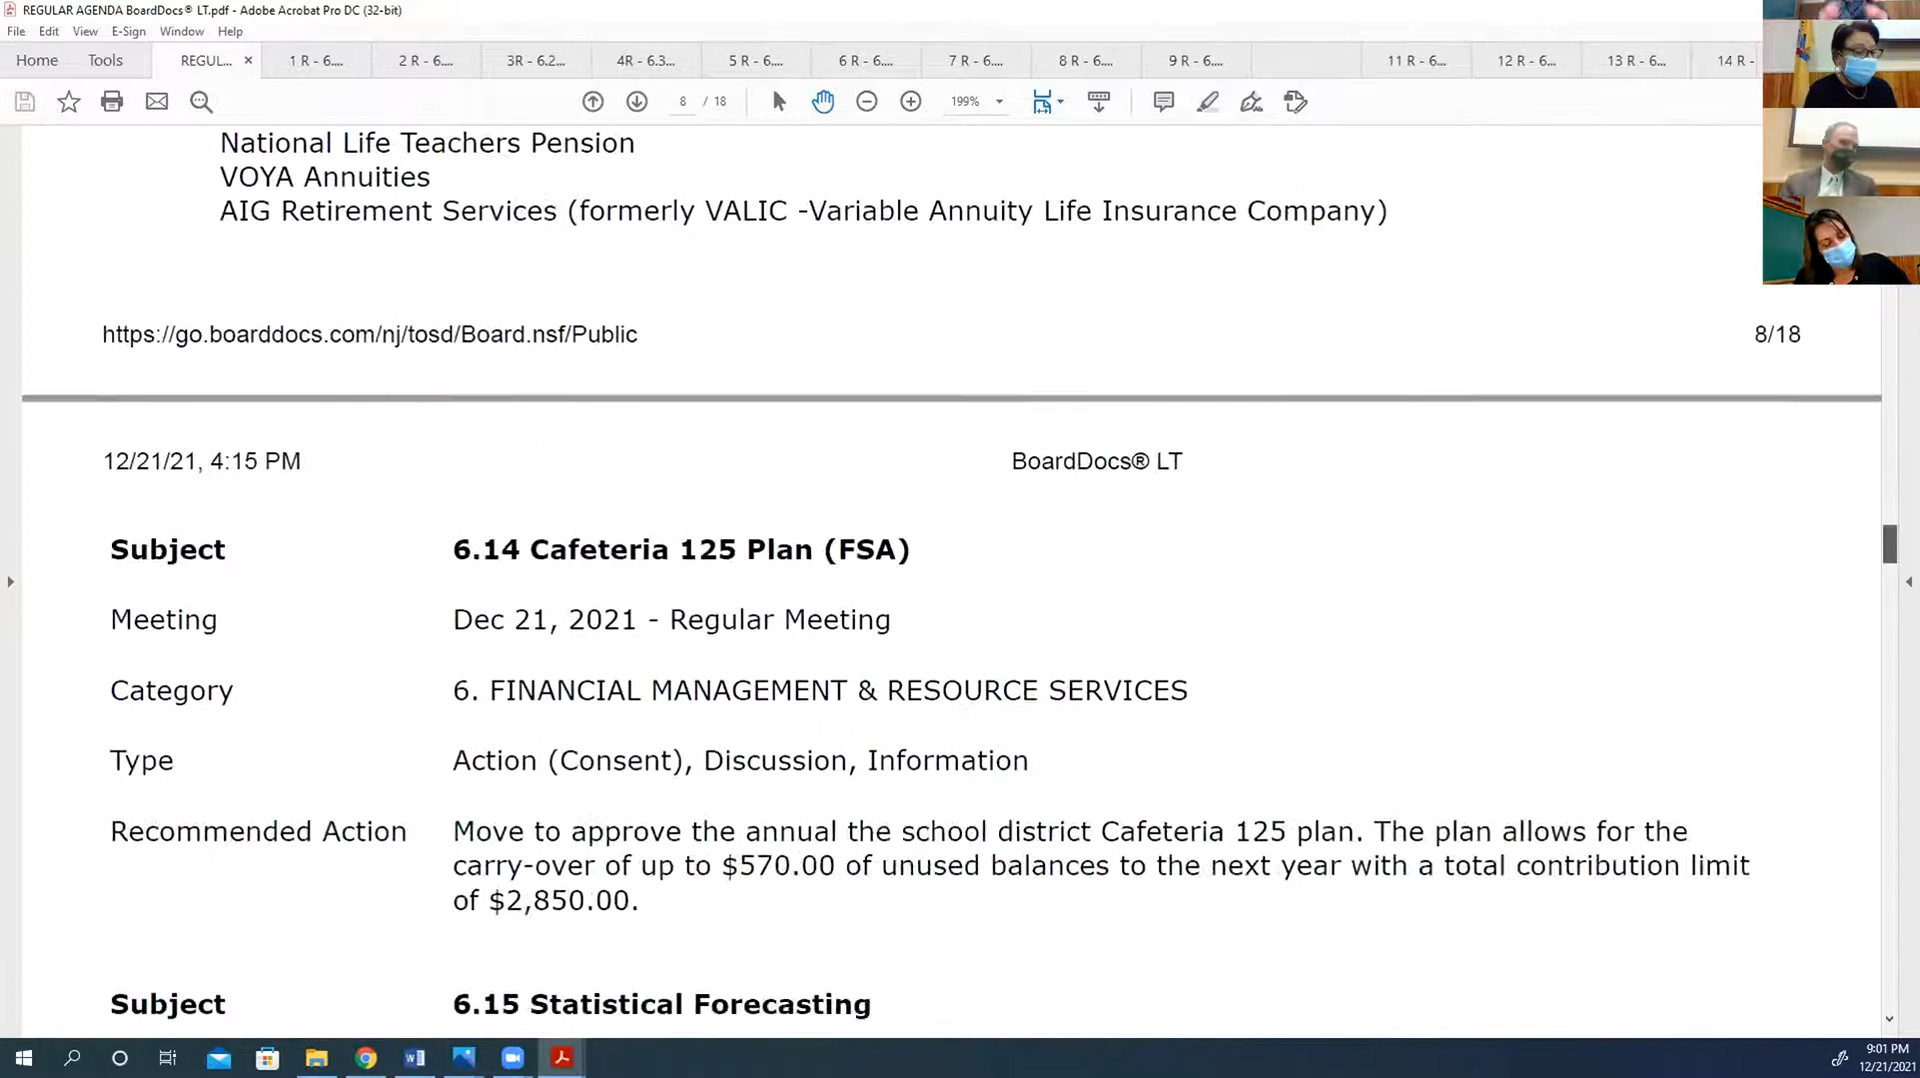 REGULAR AGENDA BoardDocs® LT.pdf - Adobe Acrobat Pro DC (32-bit)
File Edit View E-Sign Window Help
Home Tools REGUL... × 1 R - 6.... 2 R - 6.... 3R - 6.2... 4R - 6.3... 5 R - 6.... 6 R - 6.... 7 R - 6.... 8 R - 6.... 9 R - 6.... 11 R - 6... 12 R - 6... 13 R - 6... 14 R -
8 / 18 199%
National Life Teachers Pension
VOYA Annuities
AIG Retirement Services (formerly VALIC -Variable Annuity Life Insurance Company)
https://go.boarddocs.com/nj/tosd/Board.nsf/Public 8/18
12/21/21, 4:15 PM BoardDocs® LT
Subject 6.14 Cafeteria 125 Plan (FSA)
Meeting Dec 21, 2021 - Regular Meeting
Category 6. FINANCIAL MANAGEMENT & RESOURCE SERVICES
Type Action (Consent), Discussion, Information
Recommended Action Move to approve the annual the school district Cafeteria 125 plan. The plan allows for the
carry-over of up to $570.00 of unused balances to the next year with a total contribution limit
of $2,850.00.
Subject 6.15 Statistical Forecasting
9:01 PM
12/21/2021